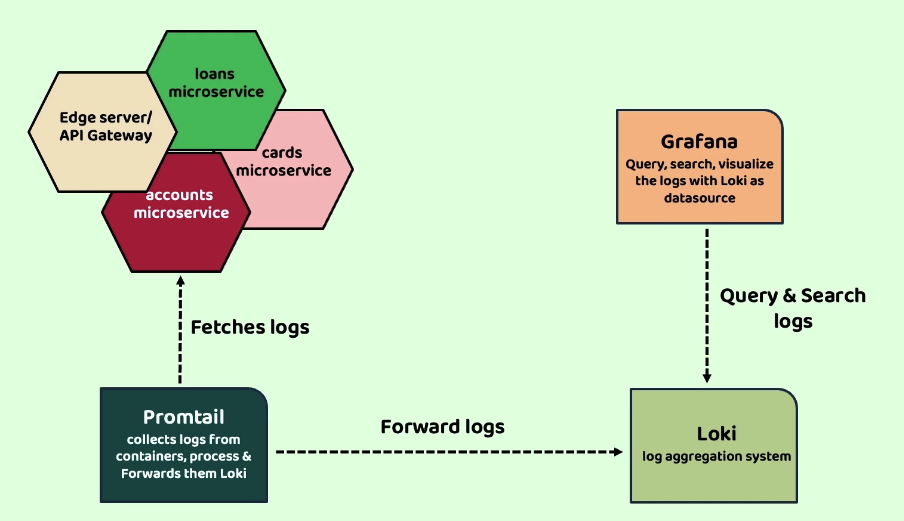 loans
microservice
Edge server/
API Gateway
cards
microservice
accounts
microservice
Grafana
Query, search, visualize
the logs with Loki as
datasource
Fetches logs
Query & Search
logs
Promtail
collects logs from
containers, process &
Forwards them Loki
Forward logs
Loki
log aggregation system